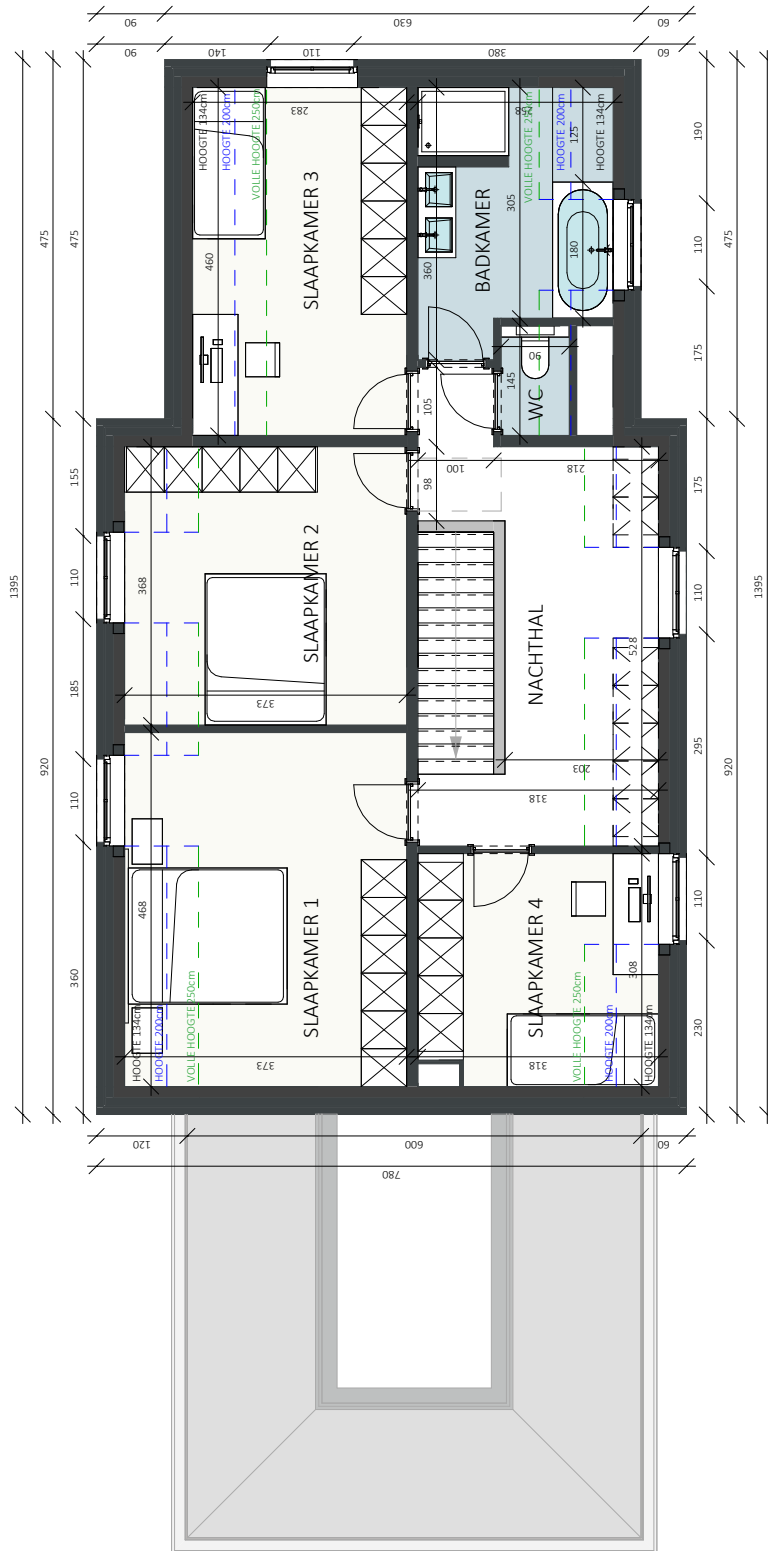 90
630
60
90
140
110
380
60
HOOGTE 134cm
HOOGTE 200cm
VOLLE HOOGTE 250cm
283
258
VOLLE HOOGTE 250cm
HOOGTE 200cm
HOOGTE 134cm
125
190
SLAAPKAMER 3
BADKAMER
305
475
475
460
360
180
110
475
175
90
145
WC
105
155
98
100
218
175
SLAAPKAMER 2
368
110
1395
NACHTHAL
528
110
1395
185
373
203
318
295
920
110
920
468
SLAAPKAMER 1
SLAAPKAMER 4
110
308
360
HOOGTE 134cm
HOOGTE 200cm
VOLLE HOOGTE 250cm
373
318
VOLLE HOOGTE 250cm
HOOGTE 200cm
HOOGTE 134cm
230
120
600
60
780